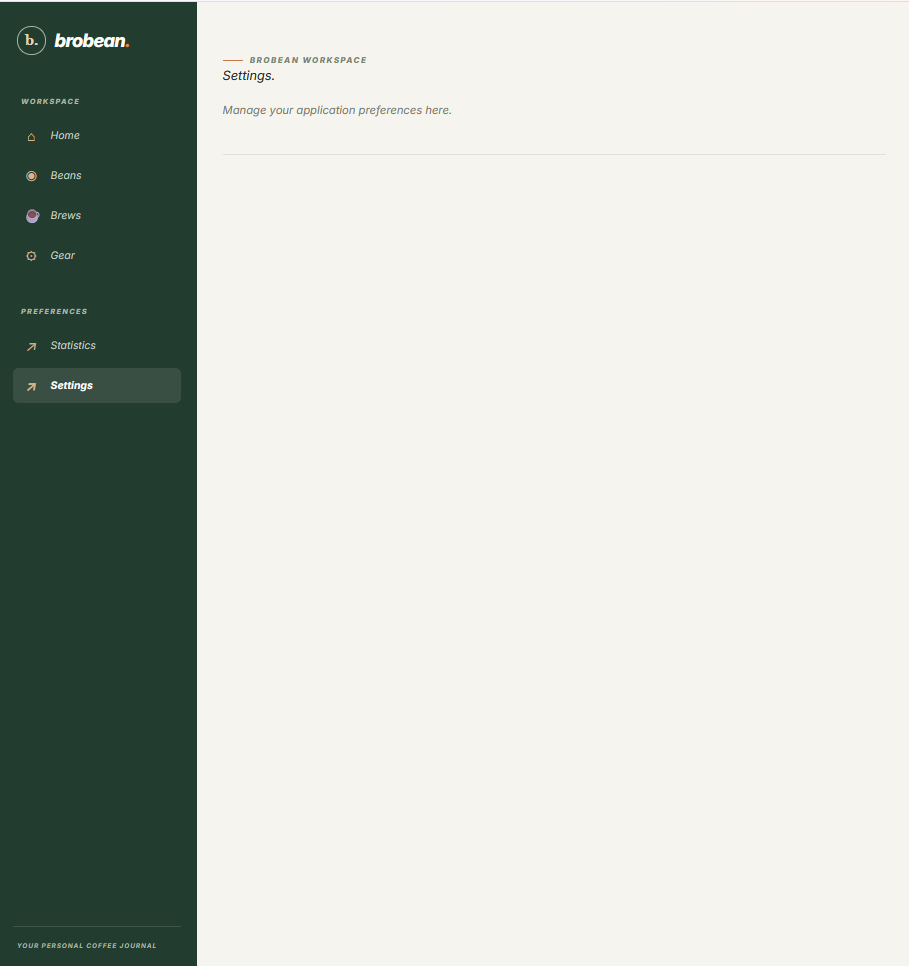 b. brobean.
WORKSPACE
Home
Beans
Brews
Gear
PREFERENCES
Statistics
Settings
YOUR PERSONAL COFFEE JOURNAL
BROBEAN WORKSPACE
Settings.
Manage your application preferences here.